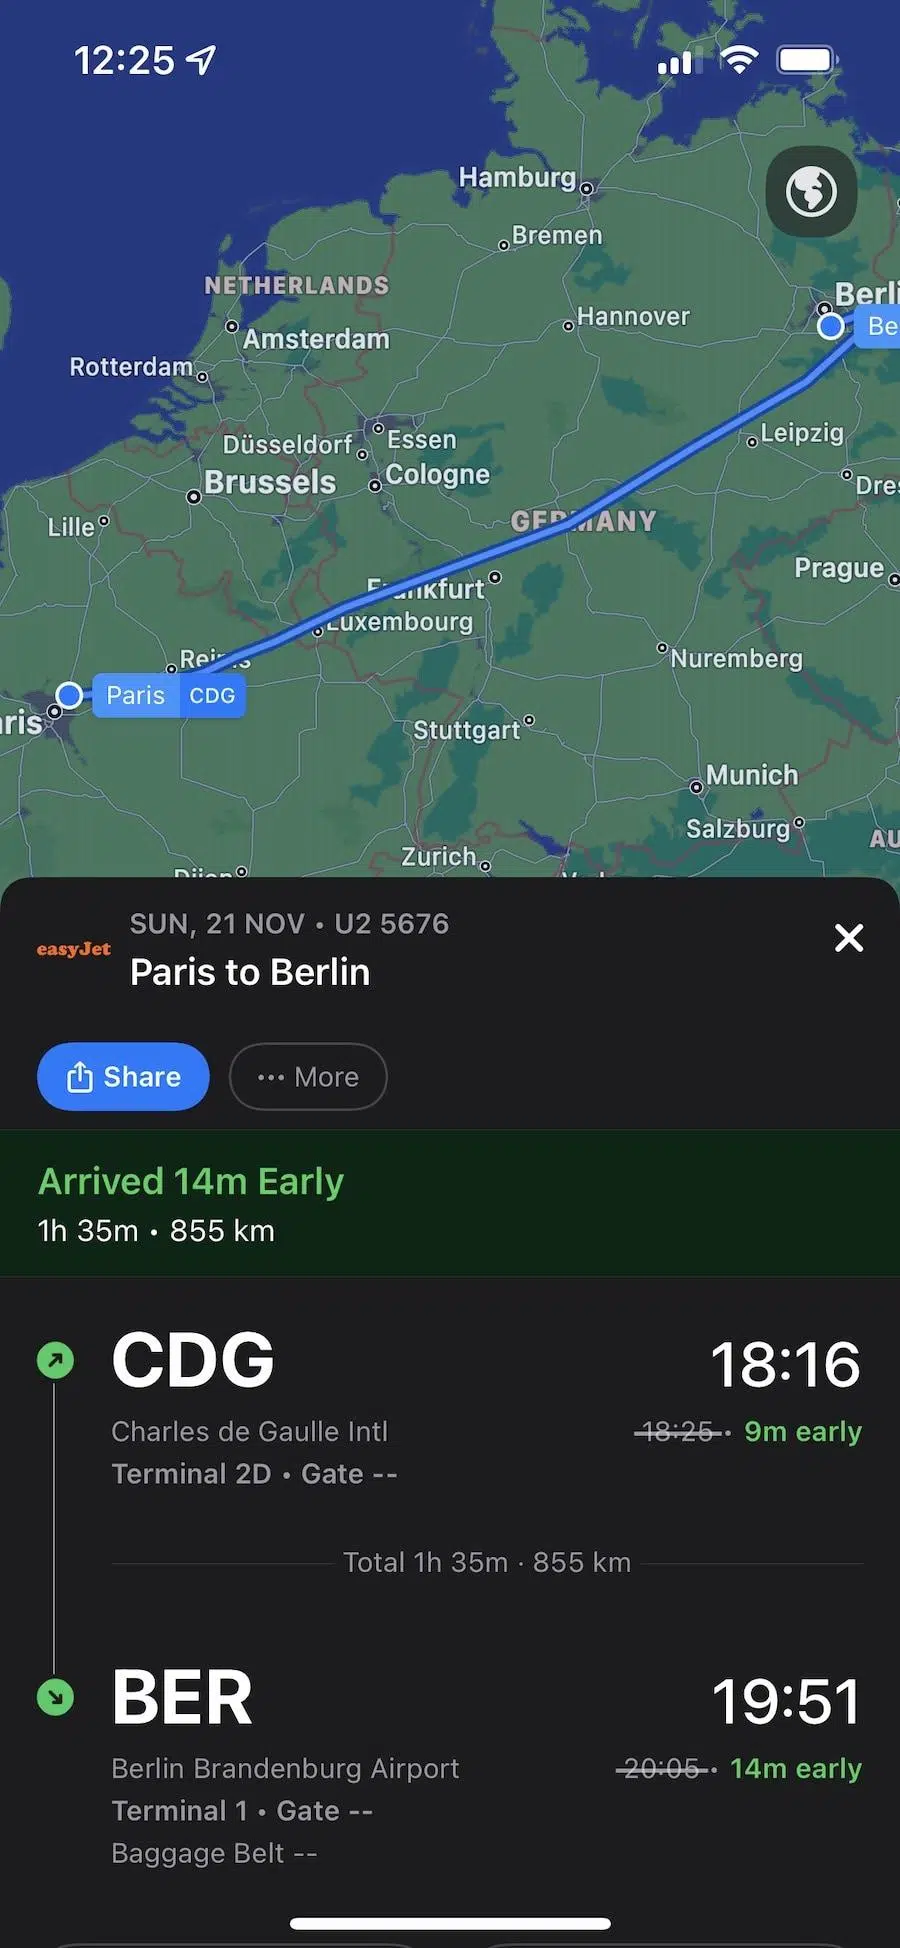 12:25
Hamburg
Bremen
NETHERLANDS
Berli
Hannover
Be
Amsterdam
Rotterdam
Düsseldorf
Essen
Leipzig
Brussels
Cologne
Dres
Lille
GERMANY
Prague
Frankfurt
Luxembourg
Reims
Nuremberg
Paris CDG
aris
Stuttgart
Munich
Salzburg
AU
Zurich
Dijon
easyJet
SUN, 21 NOV • U2 5676
Paris to Berlin
Share
••• More
Arrived 14m Early
1h 35m • 855 km
CDG
18:16
Charles de Gaulle Intl
18:25 • 9m early
Terminal 2D • Gate --
Total 1h 35m · 855 km
BER
19:51
Berlin Brandenburg Airport
20:05 • 14m early
Terminal 1 • Gate --
Baggage Belt --